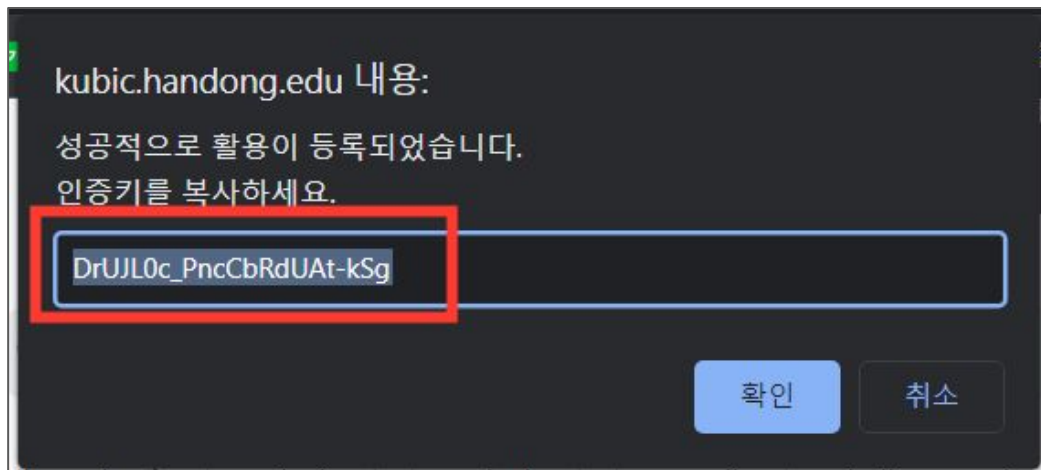 kubic.handong.edu 내용:
성공적으로 활용이 등록되었습니다.
인증키를 복사하세요.
DrUJL0c_PncCbRdUAt-kSg
확인 취소